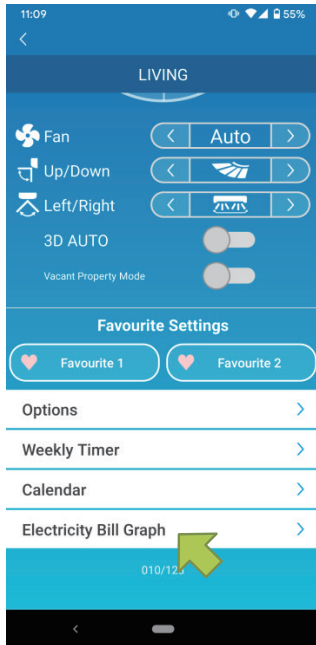 11:09 55%
LIVING
Fan Auto
Up/Down
Left/Right
3D AUTO
Vacant Property Mode
Favourite Settings
Favourite 1 Favourite 2
Options
Weekly Timer
Calendar
Electricity Bill Graph